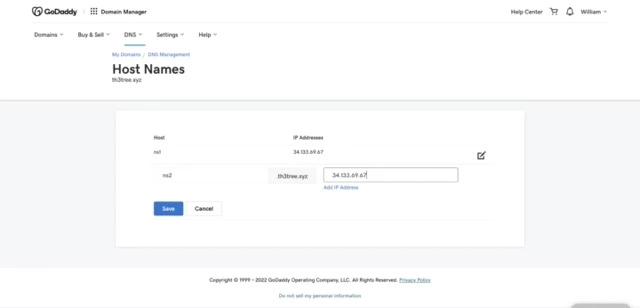 GoDaddy Domain Manager Help Center William
Domains Buy & Sell DNS Settings Help
My Domains / DNS Management
Host Names
th3tree.xyz
Host IP Addresses
ns1 34.133.69.67
ns2 .th3tree.xyz 34.133.69.67
Add IP Address
Save Cancel
Copyright © 1999 - 2022 GoDaddy Operating Company, LLC. All Rights Reserved. Privacy Policy
Do not sell my personal information